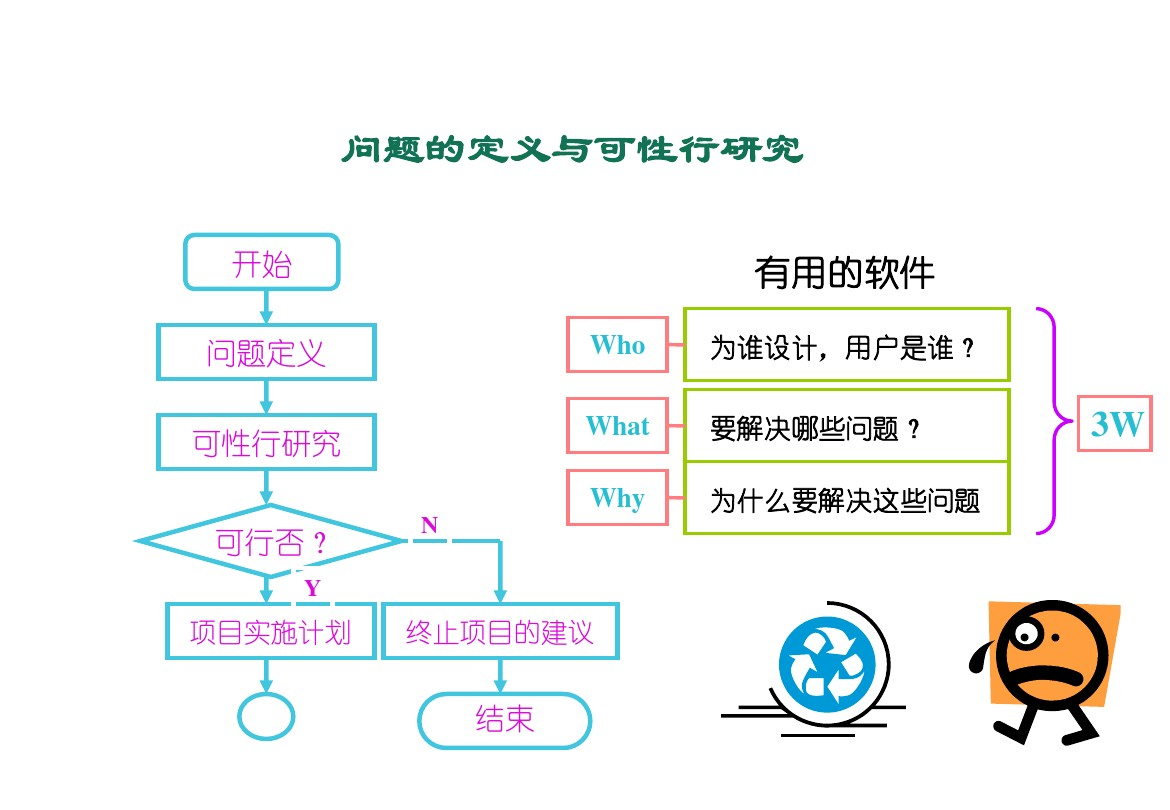 问题的定义与可性行研究
开始
问题定义
可性行研究
可行否？
N
Y
项目实施计划
终止项目的建议
结束
有用的软件
Who
为谁设计，用户是谁？
What
要解决哪些问题？
Why
为什么要解决这些问题
3W